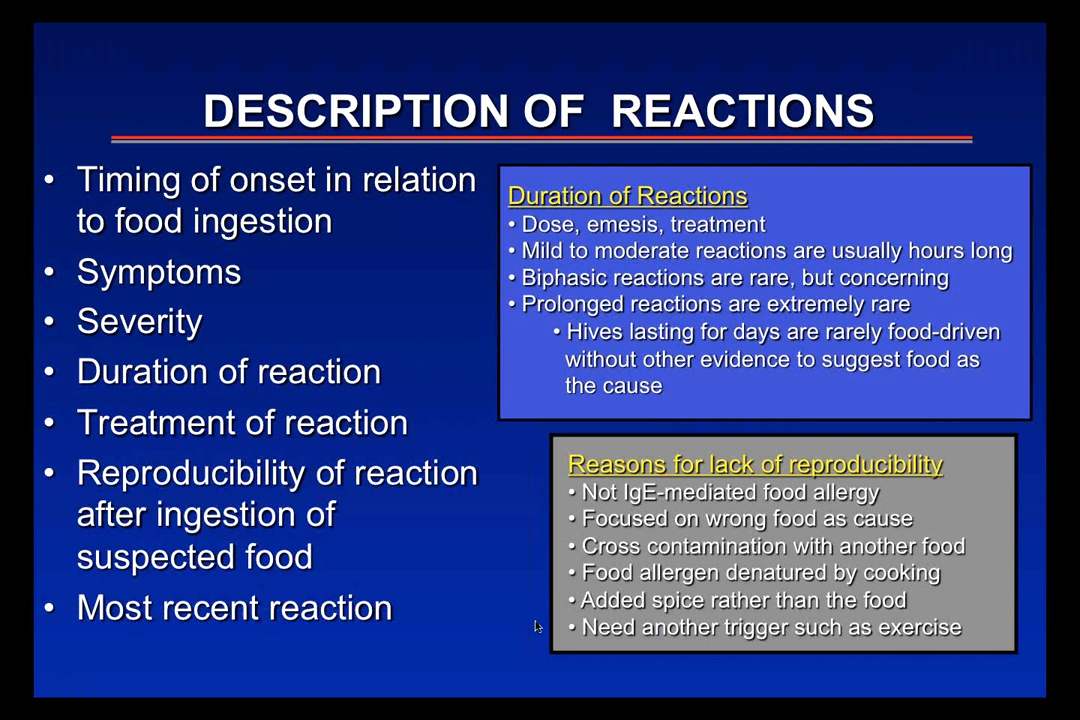 DESCRIPTION OF REACTIONS
• Timing of onset in relation
to food ingestion
• Symptoms
• Severity
• Duration of reaction
• Treatment of reaction
• Reproducibility of reaction
after ingestion of
suspected food
• Most recent reaction
Duration of Reactions
• Dose, emesis, treatment
• Mild to moderate reactions are usually hours long
• Biphasic reactions are rare, but concerning
• Prolonged reactions are extremely rare
• Hives lasting for days are rarely food-driven
without other evidence to suggest food as
the cause
Reasons for lack of reproducibility
• Not IgE-mediated food allergy
• Focused on wrong food as cause
• Cross contamination with another food
• Food allergen denatured by cooking
• Added spice rather than the food
• Need another trigger such as exercise